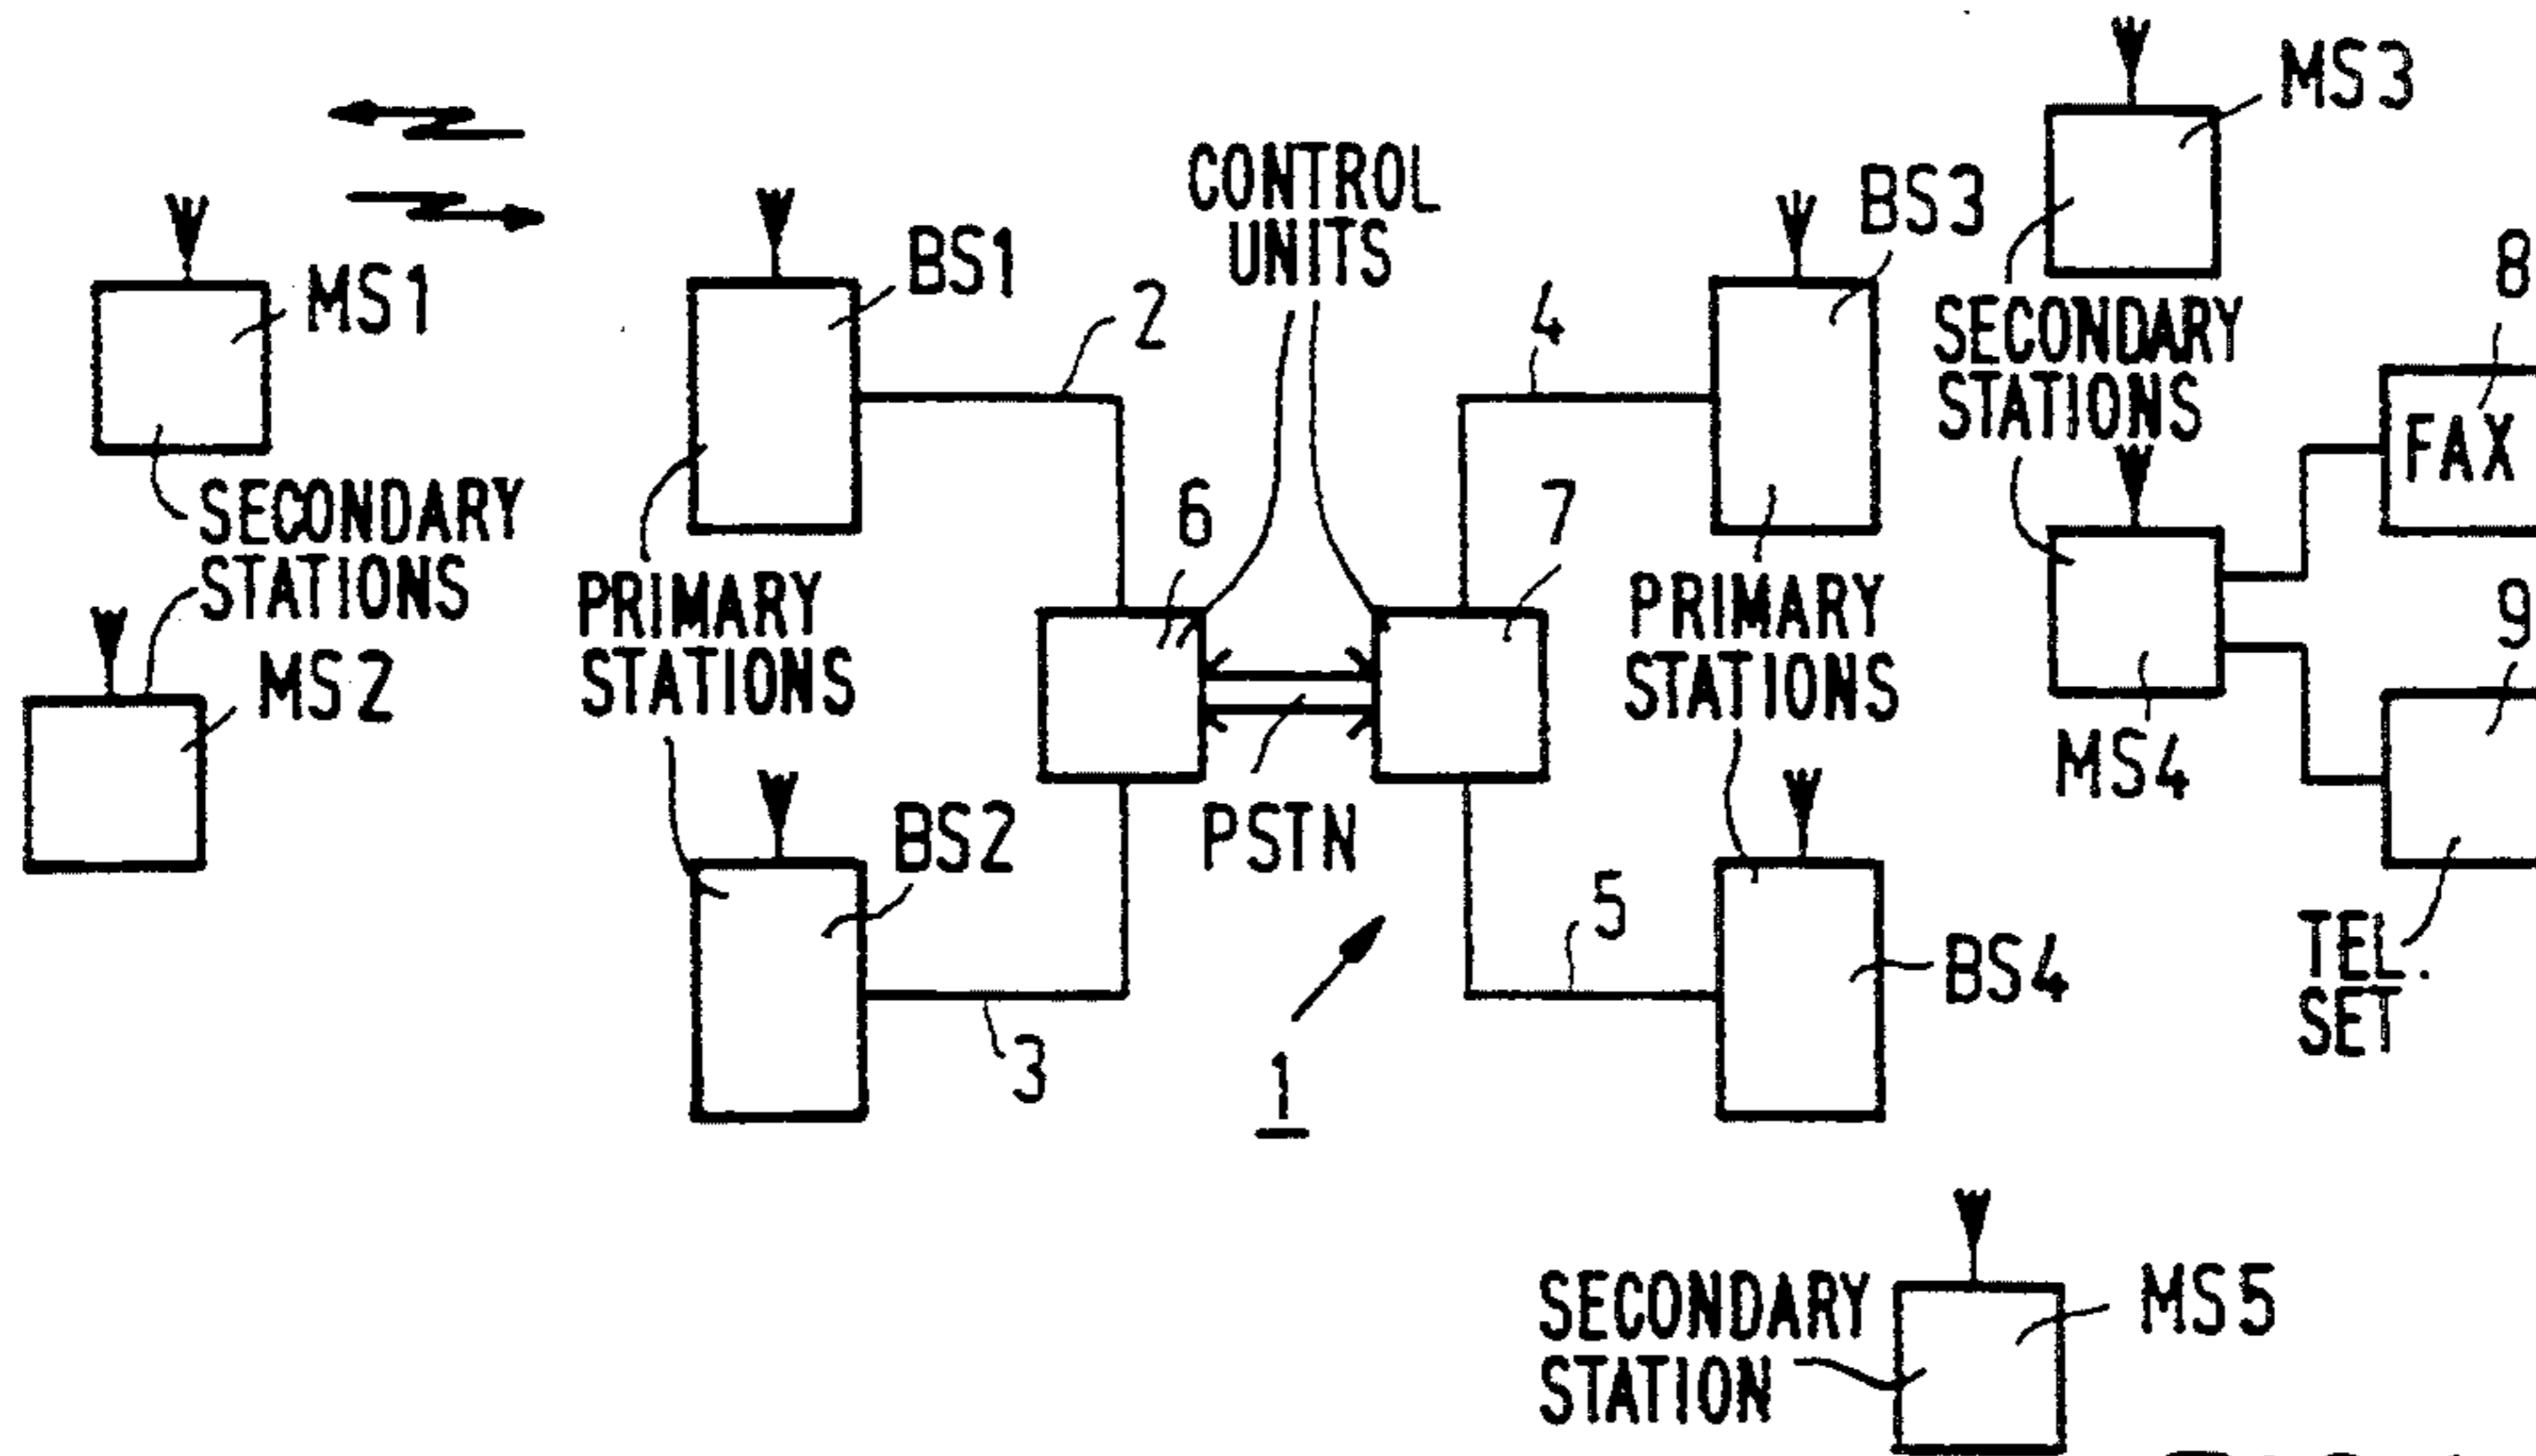 MS3
CONTROL
UNITS
BS3
BS1
MS1
8
2
4
SECONDARY
STATIONS
FAX
SECONDARY
STATIONS
6
7
PRIMARY
STATIONS
PRIMARY
STATIONS
9
MS2
MS4
BS2
PSTN
5
BS4
TEL.
SET
3
1
SECONDARY
STATION
MS5